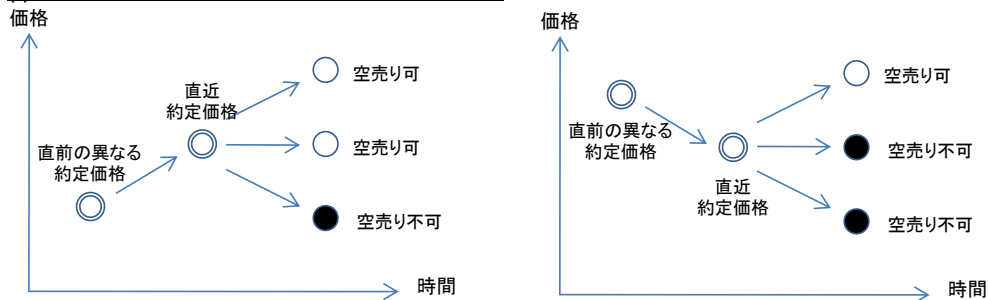 価格
空売り可
直近
約定価格
空売り可
直前の異なる
約定価格
空売り不可
時間
価格
空売り可
直前の異なる
約定価格
空売り不可
直近
約定価格
空売り不可
時間